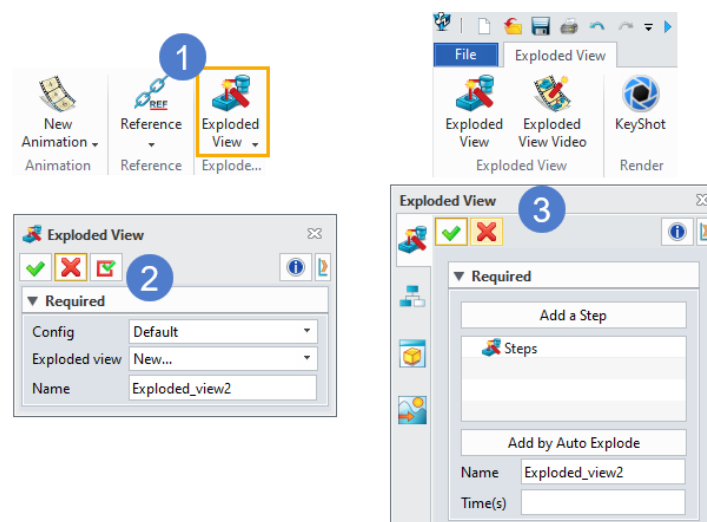 1
REF
New
Animation
Reference
Exploded
View
Animation
Reference
Explode...
2
Exploded View
Required
Config
Default
Exploded view
New...
Name
Exploded_view2
File
Exploded View
Exploded
View
Exploded
View Video
KeyShot
Exploded View
Render
3
Exploded View
Required
Add a Step
Steps
Add by Auto Explode
Name
Exploded_view2
Time(s)